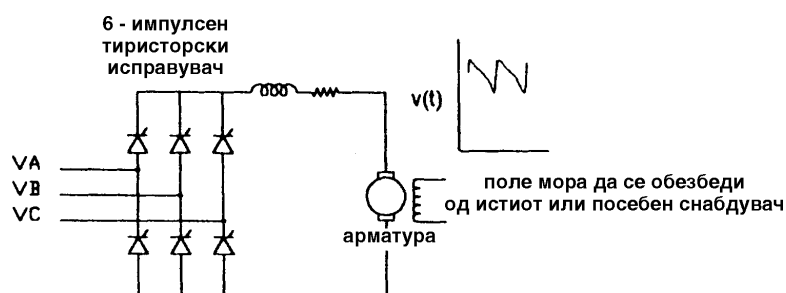 6 - импулсен
тиристорски
исправувач
v(t)
VA
VB
VC
поле мора да се обезбеди
од истиот или посебен снабдувач
арматура